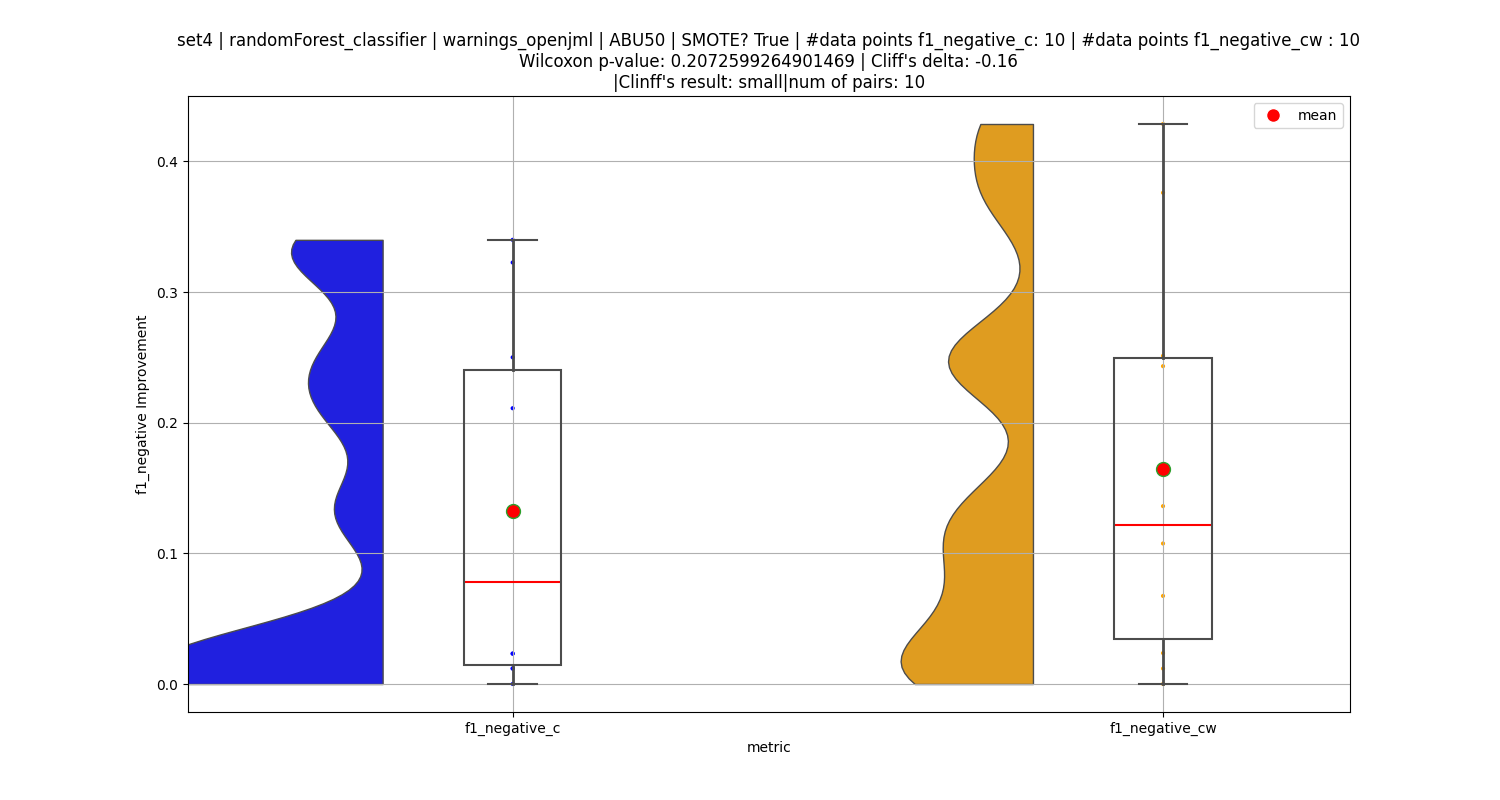 set4 | randomForest_classifier | warnings_openjml | ABU50 | SMOTE? True | #data points f1_negative_c: 10 | #data points f1_negative_cw : 10
Wilcoxon p-value: 0.2072599264901469 | Cliff's delta: -0.16
|Clinff's result: small|num of pairs: 10
mean
0.4
0.3
0.2
0.1
0.0
f1_negative Improvement
f1_negative_c
f1_negative_cw
metric